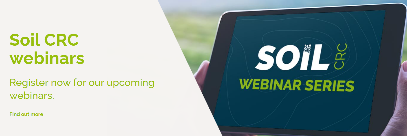 Soil CRC
webinars
Register now for our upcoming
webinars.
Find out more
SOIL CRC
WEBINAR SERIES